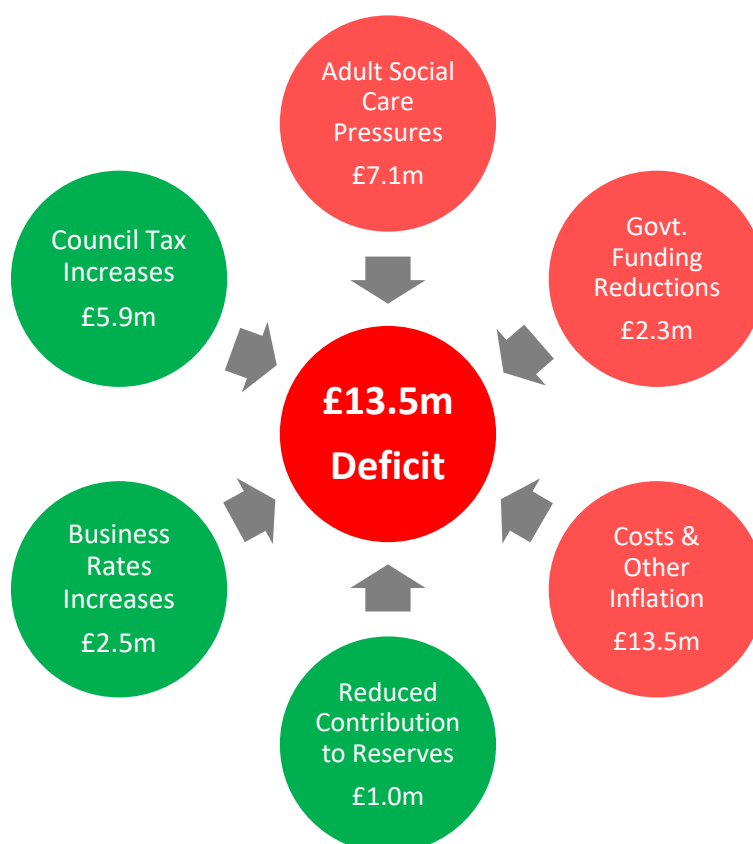 Adult Social
Care
Pressures
£7.1m
Govt.
Funding
Reductions
£2.3m
Costs &
Other
Inflation
£13.5m
Reduced
Contribution
to Reserves
£1.0m
Business
Rates
Increases
£2.5m
Council Tax
Increases
£5.9m
£13.5m
Deficit